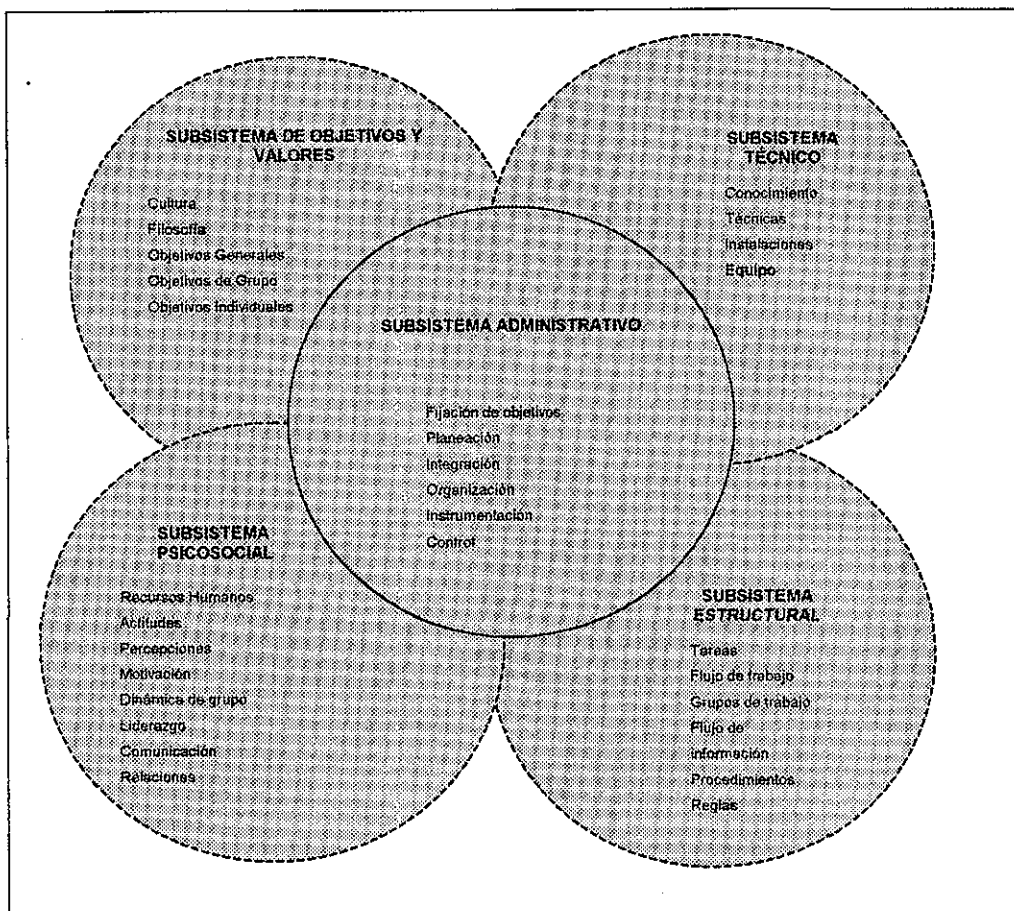 SUBSISTEMA DE OBJETIVOS Y
VALORES
Cultura
Filosofía
Objetivos Generales
Objetivos de Grupo
Objetivos Individuales
SUBSISTEMA
TÉCNICO
Conocimiento
Técnicas
Instalaciones
Equipo
SUBSISTEMA ADMINISTRATIVO
Fijación de objetivos
Planeación
Integración
Organización
Instrumentación
Control
SUBSISTEMA
PSICOSOCIAL
Recursos Humanos
Actitudes
Percepciones
Motivación
Dinámica de grupo
Liderazgo
Comunicación
Relaciones
SUBSISTEMA
ESTRUCTURAL
Tareas
Flujo de trabajo
Grupos de trabajo
Flujo de
información
Procedimientos
Reglas